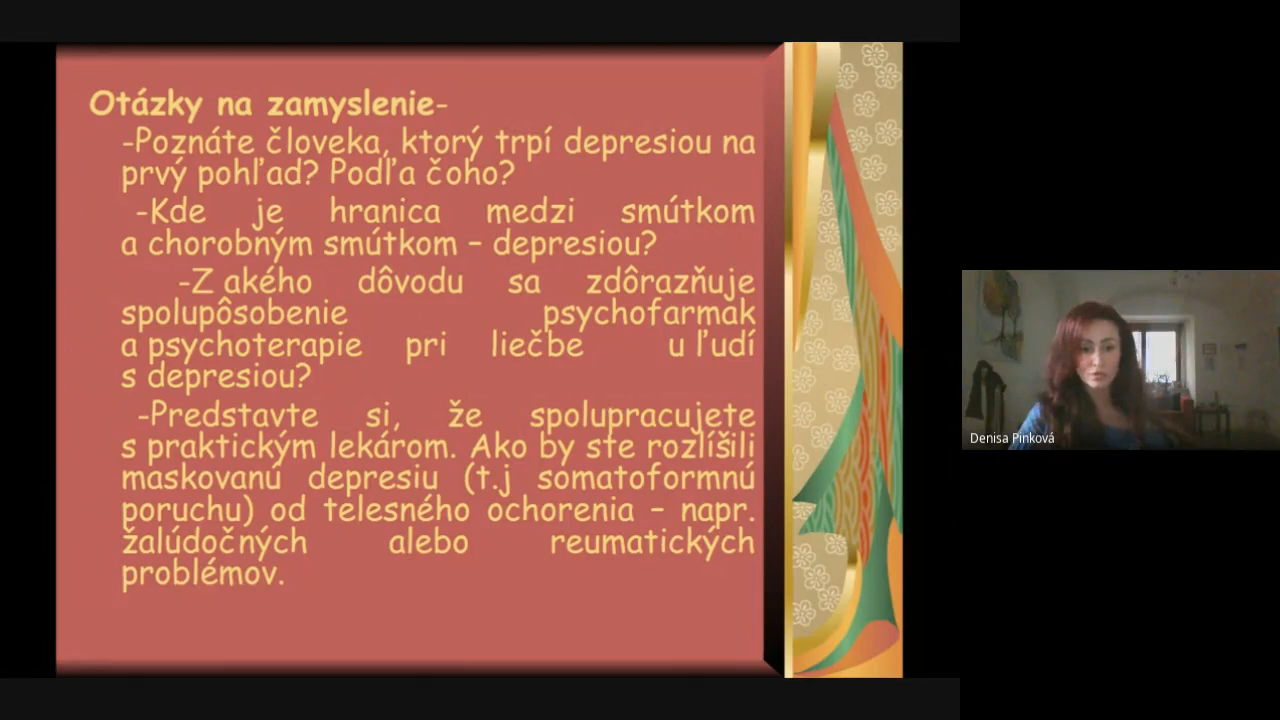 Otázky na zamyslenie-
-Poznáte človeka, ktorý trpí depresiou na
prvý pohľad? Podľa čoho?
-Kde je hranica medzi smútkom
a chorobným smútkom – depresiou?
-Z akého dôvodu sa zdôrazňuje
spolupôsobenie psychofarmák
a psychoterapie pri liečbe u ľudí
s depresiou?
-Predstavte si, že spolupracujete
s praktickým lekárom. Ako by ste rozlíšili
maskovanú depresiu (t.j somatoformnú
poruchu) od telesného ochorenia – napr.
žalúdočných alebo reumatických
problémov.
Denisa Pinková